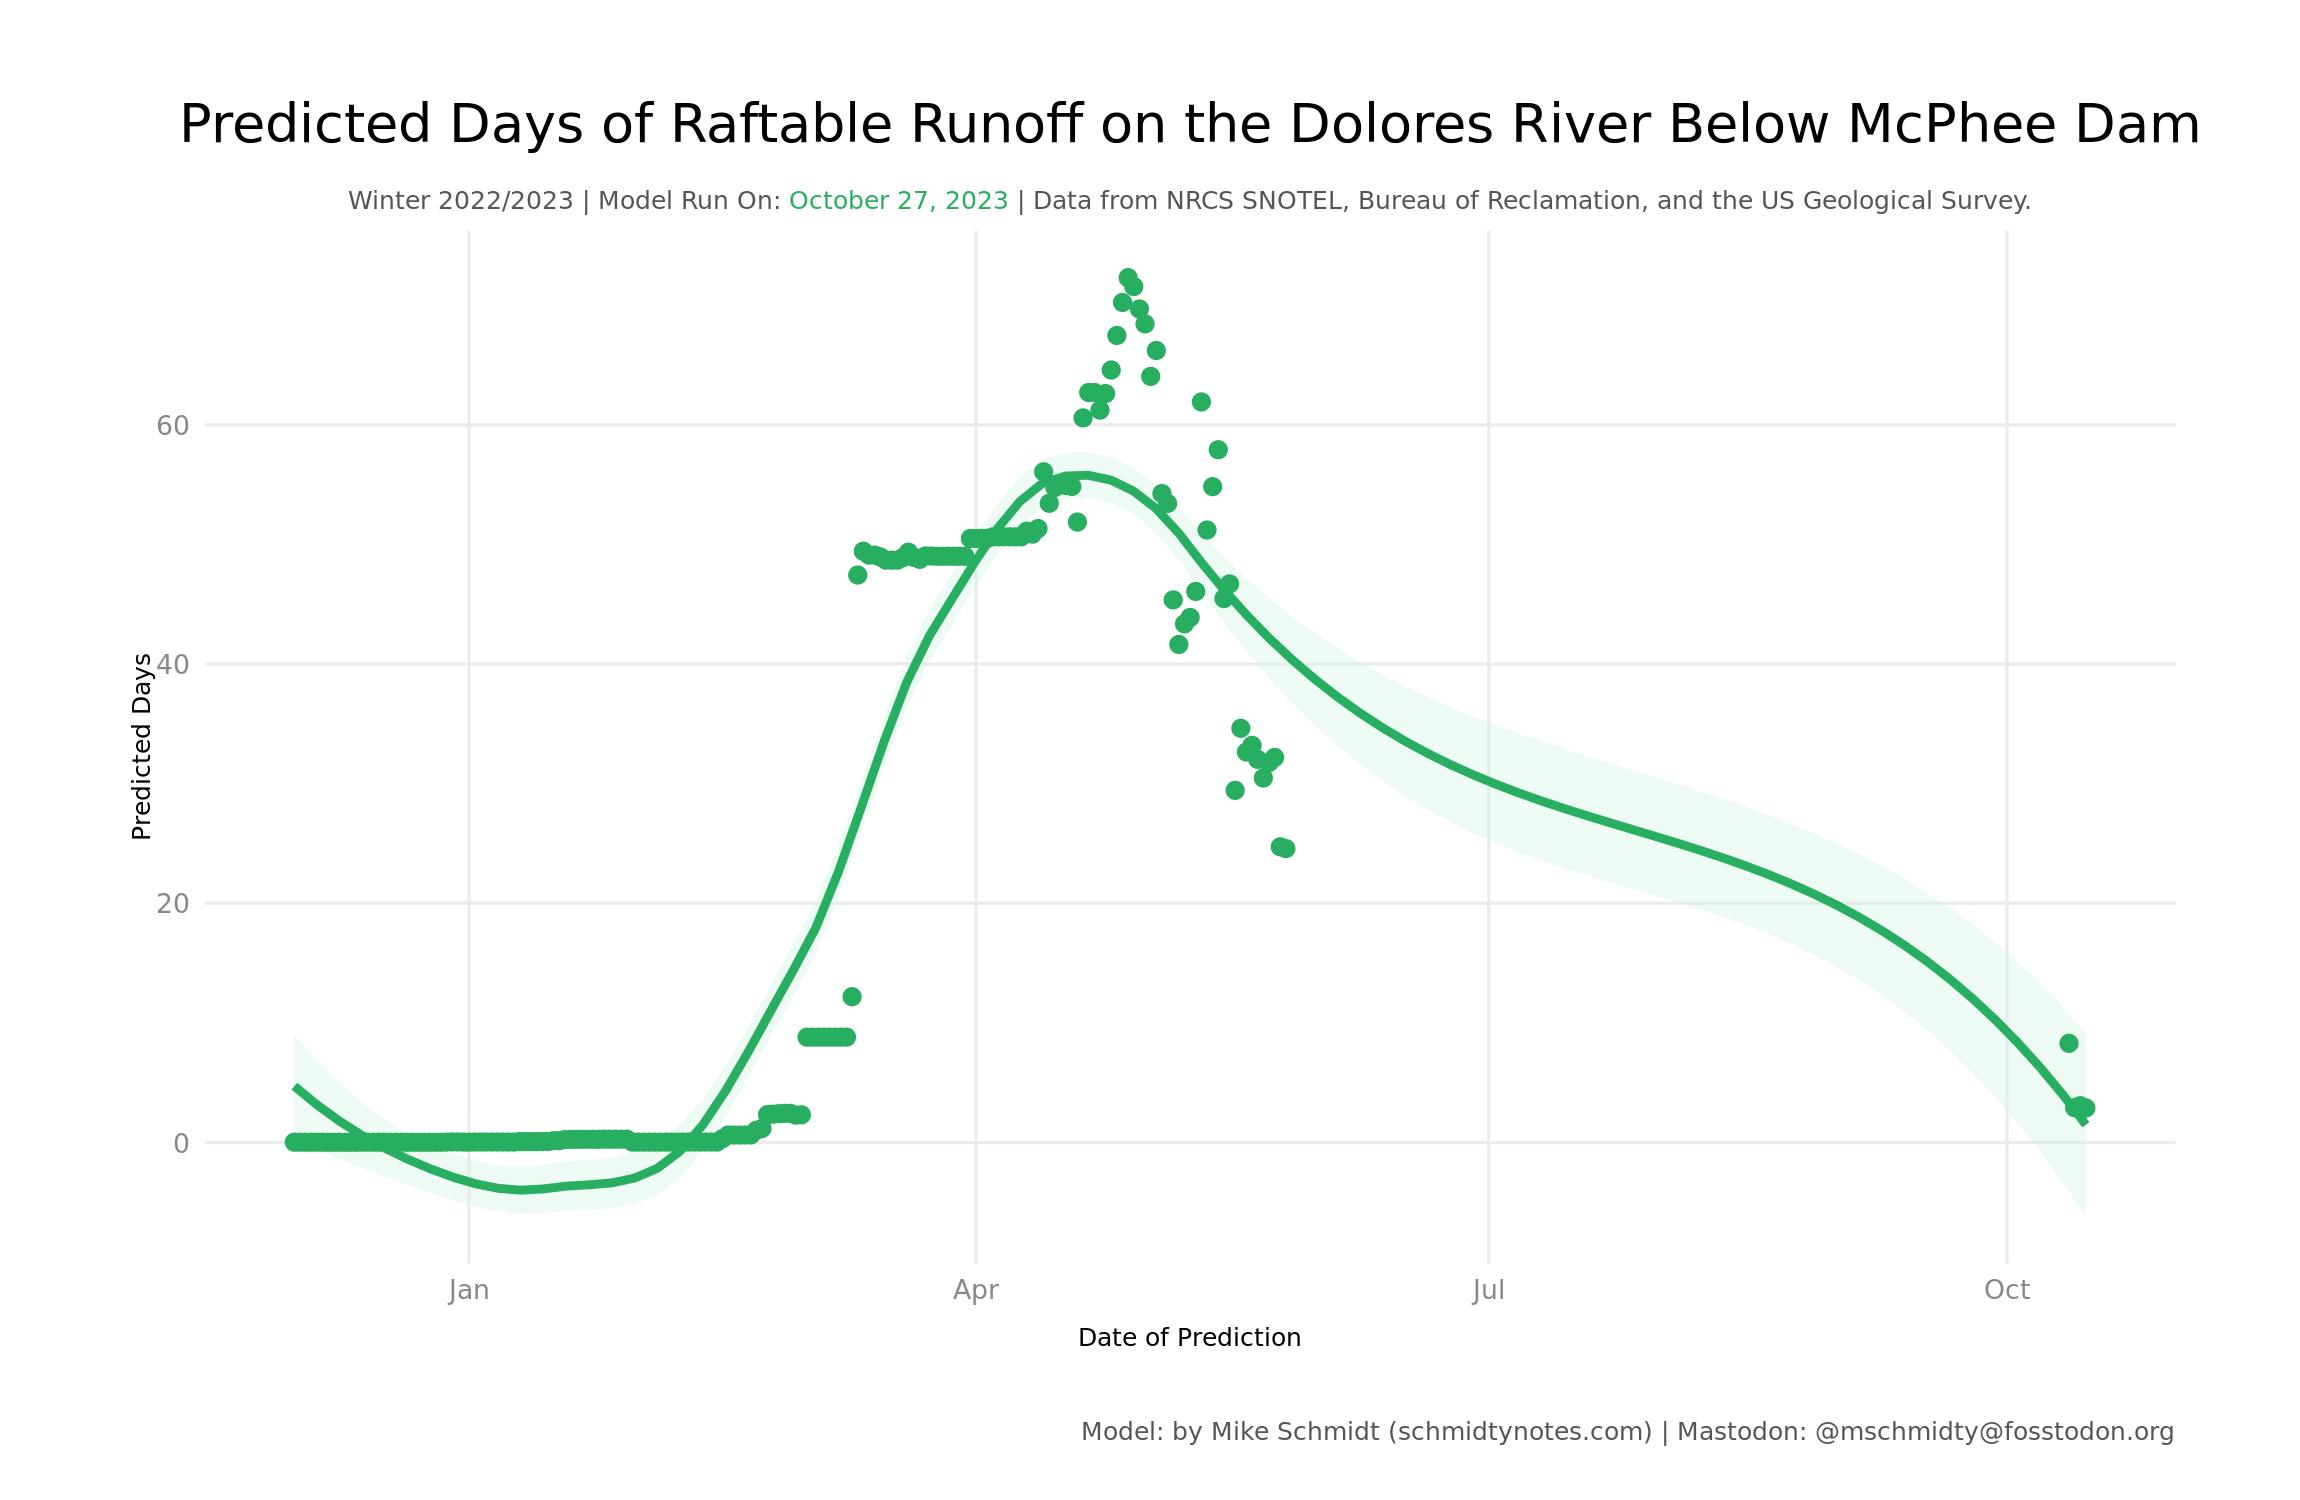 Predicted Days of Raftable Runoff on the Dolores River Below McPhee Dam
Winter 2022/2023 | Model Run On: October 27, 2023 | Data from NRCS SNOTEL, Bureau of Reclamation, and the US Geological Survey.
60
40
20
0
Predicted Days
Jan
Apr
Jul
Oct
Date of Prediction
Model: by Mike Schmidt (schmidtynotes.com) | Mastodon: @mschmidty@fosstodon.org